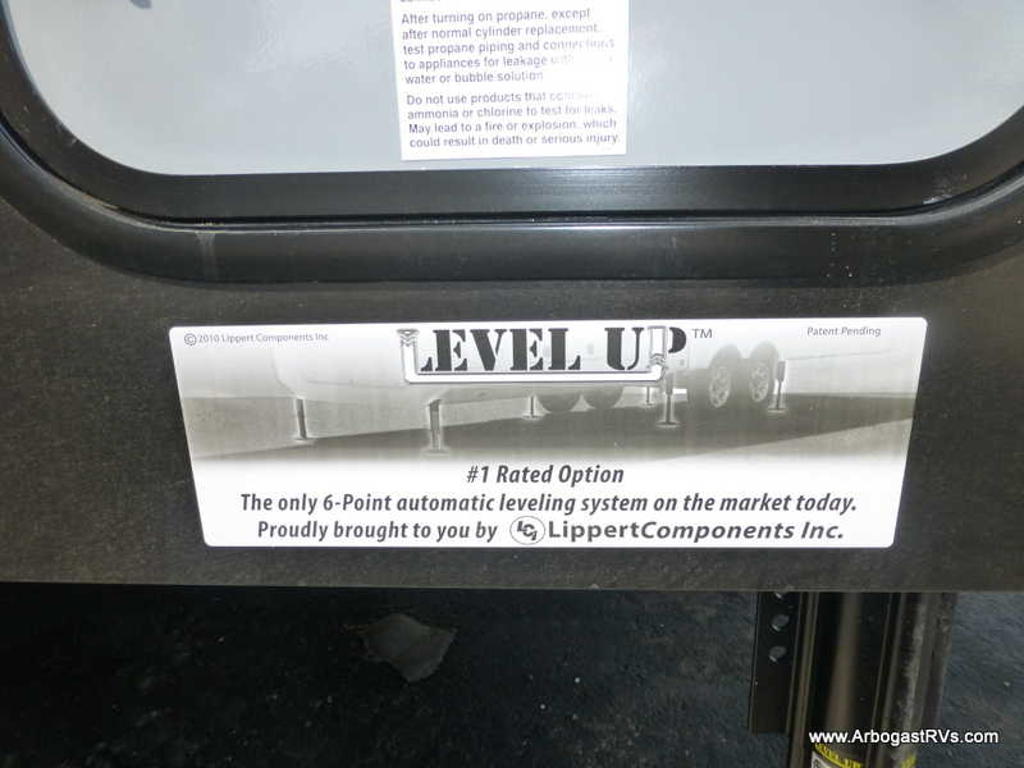 After turning on propane, except
after normal cylinder replacement,
test propane piping and connections
to appliances for leakage
water or bubble solution
Do not use products that
ammonia or chlorine to test for leaks.
May lead to a fire or explosion, which
could result in death or serious injury.
©2010 Lippert Components Inc
LEVEL UP™
Patent Pending
#1 Rated Option
The only 6-Point automatic leveling system on the market today.
Proudly brought to you by LCI LippertComponents Inc.
LEVEL UP
www.ArbogastRVs.com